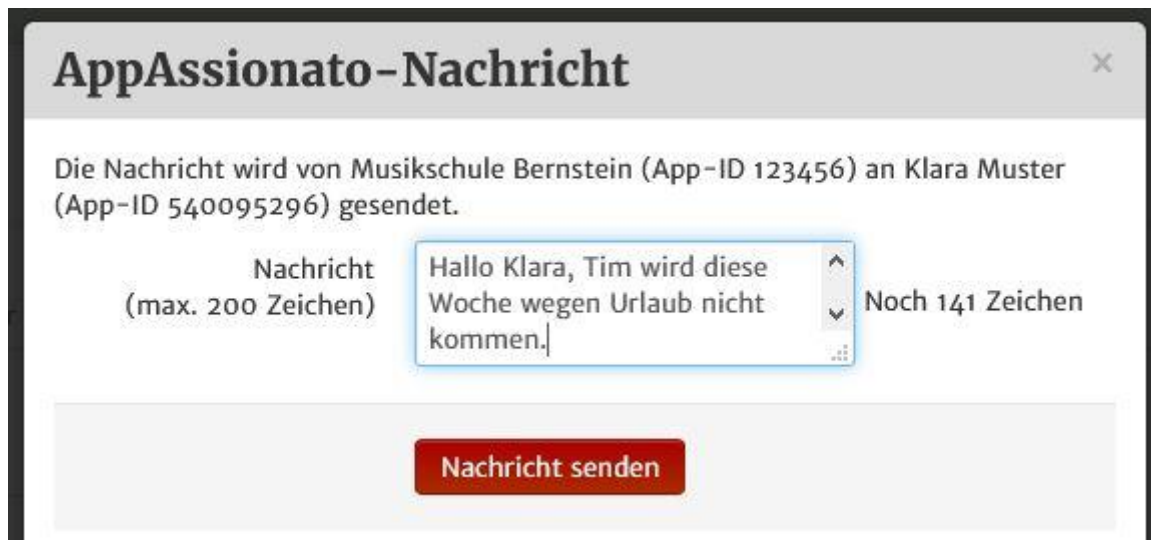 AppAssionato-Nachricht
×
Die Nachricht wird von Musikschule Bernstein (App-ID 123456) an Klara Muster
(App-ID 540095296) gesendet.
Nachricht
(max. 200 Zeichen)
Hallo Klara, Tim wird diese
Woche wegen Urlaub nicht
kommen.
Noch 141 Zeichen
Nachricht senden